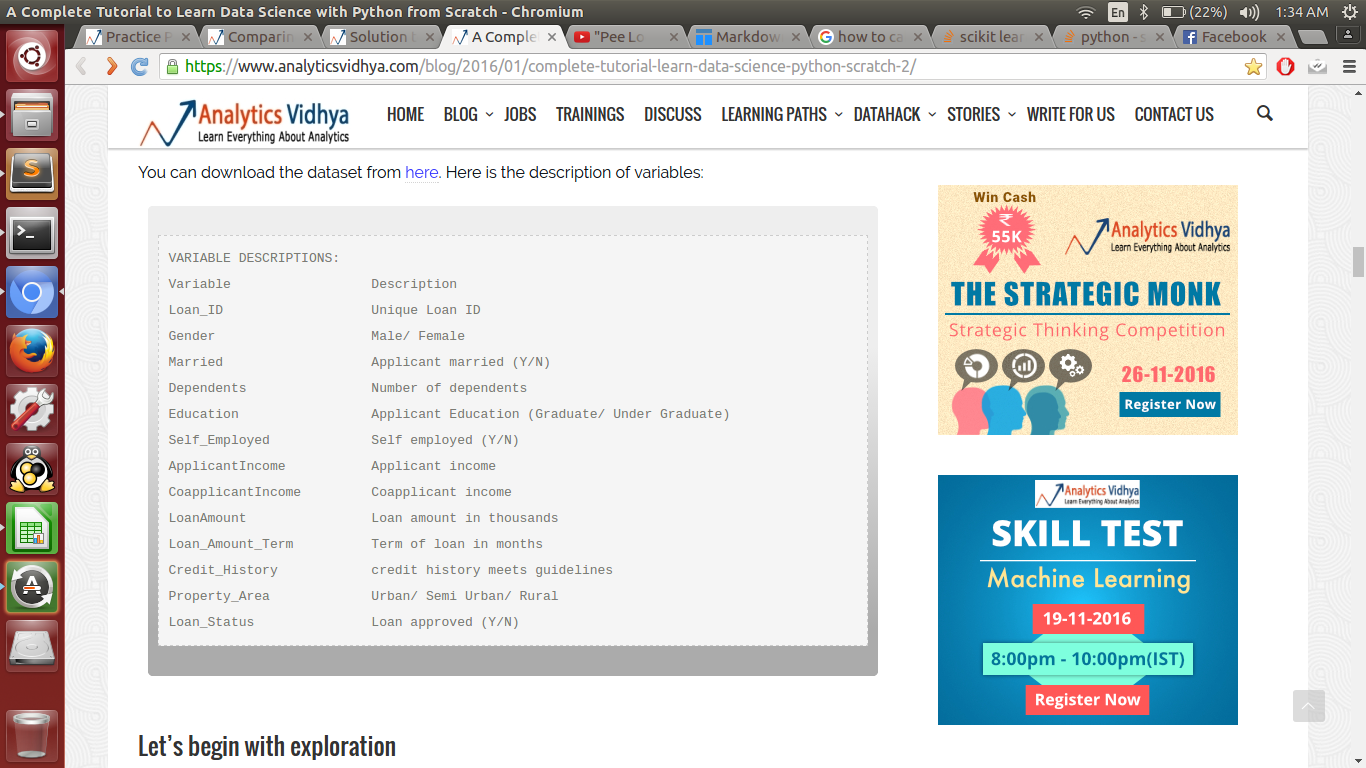 A Complete Tutorial to Learn Data Science with Python from Scratch - Chromium
En
(22%)
1:34 AM
Practice P
Comparin
Solution t
A Comple
"Pee Lo
Markdow
how to ca
scikit lear
python - s
Facebook
https://www.analyticsvidhya.com/blog/2016/01/complete-tutorial-learn-data-science-python-scratch-2/
Analytics Vidhya
Learn Everything About Analytics
HOME BLOG JOBS TRAININGS DISCUSS LEARNING PATHS DATAHACK STORIES WRITE FOR US CONTACT US
You can download the dataset from here. Here is the description of variables:
VARIABLE DESCRIPTIONS:
Variable Description
Loan_ID Unique Loan ID
Gender Male/ Female
Married Applicant married (Y/N)
Dependents Number of dependents
Education Applicant Education (Graduate/ Under Graduate)
Self_Employed Self employed (Y/N)
ApplicantIncome Applicant income
CoapplicantIncome Coapplicant income
LoanAmount Loan amount in thousands
Loan_Amount_Term Term of loan in months
Credit_History credit history meets guidelines
Property_Area Urban/ Semi Urban/ Rural
Loan_Status Loan approved (Y/N)
Let's begin with exploration
Win Cash
₹
55K
Analytics Vidhya
Learn Everything About Analytics
THE STRATEGIC MONK
Strategic Thinking Competition
26-11-2016
Register Now
Analytics Vidhya
Learn Everything About Analytics
SKILL TEST
Machine Learning
19-11-2016
8:00pm - 10:00pm(IST)
Register Now